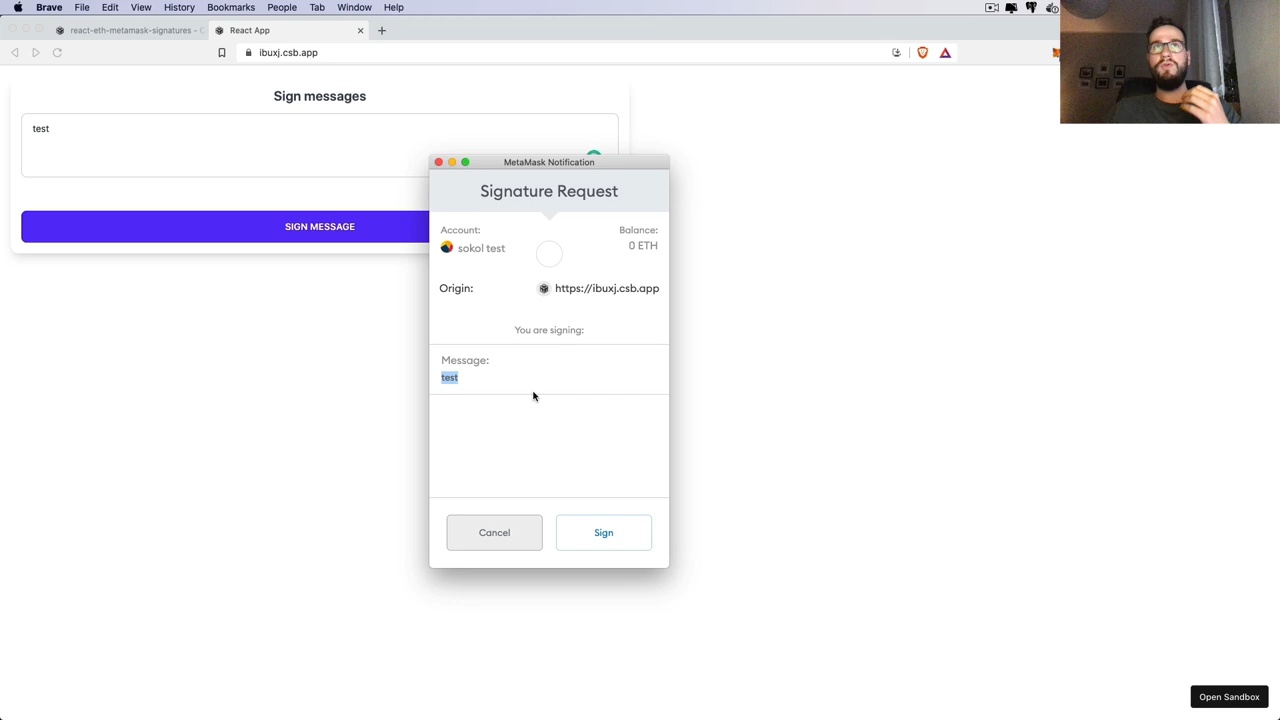 Brave File Edit View History Bookmarks People Tab Window Help
react-eth-metamask-signatures - C
React App
ibuxj.csb.app
Sign messages
test
SIGN MESSAGE
MetaMask Notification
Signature Request
Account:
Balance:
sokol test
0 ETH
Origin:
https://ibuxj.csb.app
You are signing:
Message:
test
Cancel
Sign
Open Sandbox